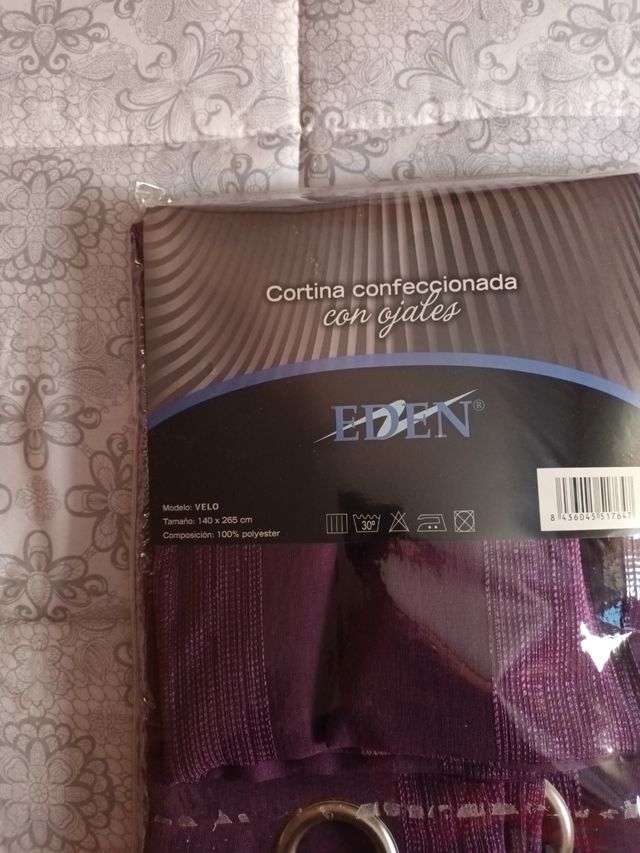 Cortina confeccionada
con ojales
EDEN®
Modelo: VELO
Tamaño: 140 x 265 cm
Composición: 100% polyester
30°
8 436045 517647